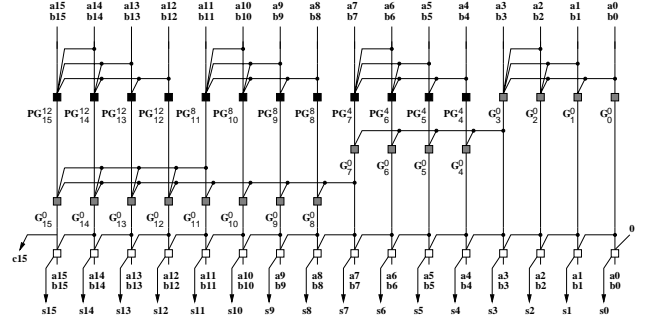 a15 a14 a13 a12 a11 a10 a9 a8 a7 a6 a5 a4 a3 a2 a1 a0
b15 b14 b13 b12 b11 b10 b9 b8 b7 b6 b5 b4 b3 b2 b1 b0
PG¹²₁₅ PG¹²₁₄ PG¹²₁₃ PG¹²₁₂ PG⁸₁₁ PG⁸₁₀ PG⁸₉ PG⁸₈ PG⁴₇ PG⁴₆ PG⁴₅ PG⁴₄ G⁰₃ G⁰₂ G⁰₁ G⁰₀
G⁰₇ G⁰₆ G⁰₅ G⁰₄
G⁰₁₅ G⁰₁₄ G⁰₁₃ G⁰₁₂ G⁰₁₁ G⁰₁₀ G⁰₉ G⁰₈
0
c15
a15 a14 a13 a12 a11 a10 a9 a8 a7 a6 a5 a4 a3 a2 a1 a0
b15 b14 b13 b12 b11 b10 b9 b8 b7 b6 b5 b4 b3 b2 b1 b0
s15 s14 s13 s12 s11 s10 s9 s8 s7 s6 s5 s4 s3 s2 s1 s0